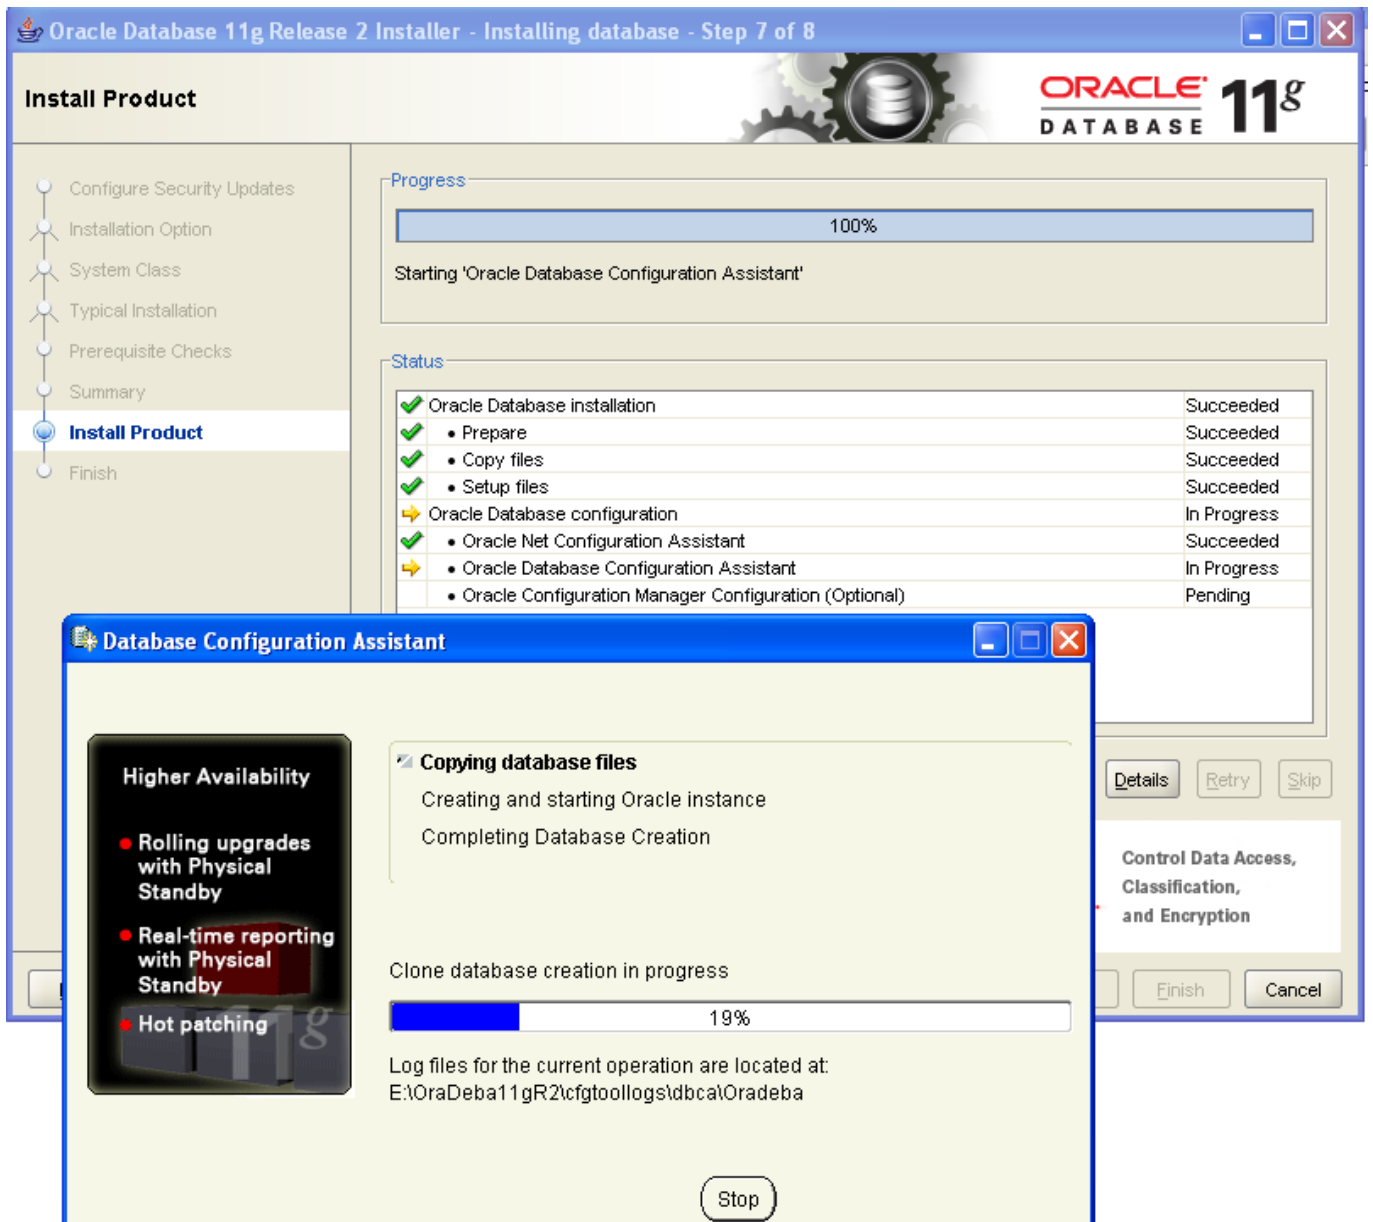 Oracle Database 11g Release 2 Installer - Installing database - Step 7 of 8
Install Product
ORACLE
DATABASE
11g
Configure Security Updates
Installation Option
System Class
Typical Installation
Prerequisite Checks
Summary
Install Product
Finish
Progress
100%
Starting 'Oracle Database Configuration Assistant'
Status
Oracle Database installation Succeeded
• Prepare Succeeded
• Copy files Succeeded
• Setup files Succeeded
Oracle Database configuration In Progress
• Oracle Net Configuration Assistant Succeeded
• Oracle Database Configuration Assistant In Progress
• Oracle Configuration Manager Configuration (Optional) Pending
Details Retry Skip
Control Data Access,
Classification,
and Encryption
Finish Cancel
Database Configuration Assistant
Higher Availability
Rolling upgrades
with Physical
Standby
Real-time reporting
with Physical
Standby
Hot patching
11g
Copying database files
Creating and starting Oracle instance
Completing Database Creation
Clone database creation in progress
19%
Log files for the current operation are located at:
E:\OraDeba11gR2\cfgtoollogs\dbca\Oradeba
Stop